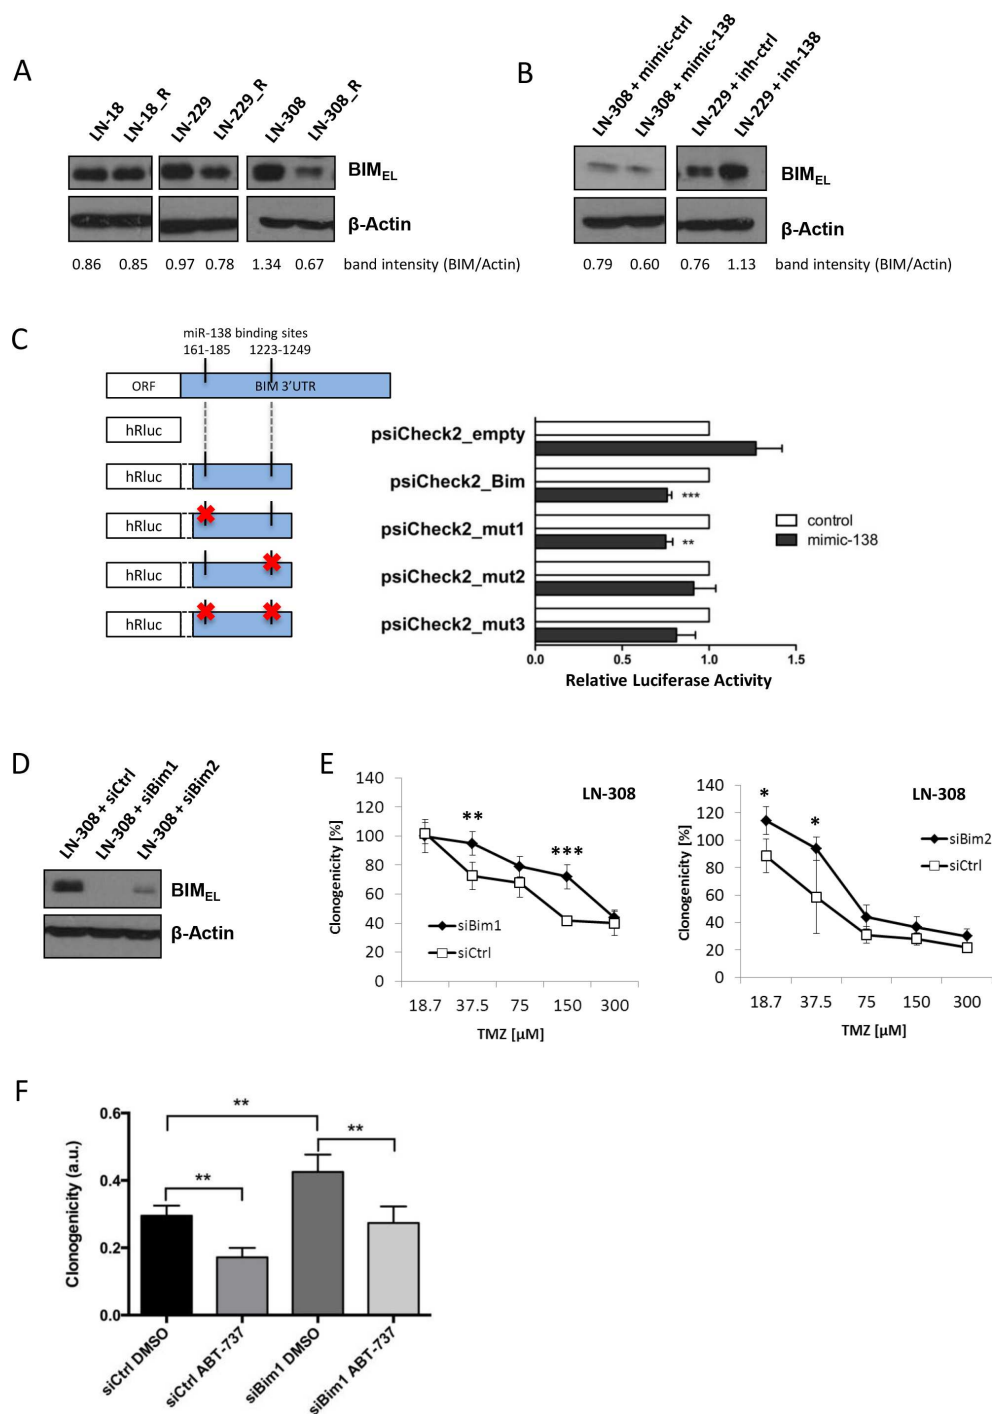 A
LN-18
LN-18_R
LN-229
LN-229_R
LN-308
LN-308_R
BIM_EL
β-Actin
0.86 0.85 0.97 0.78 1.34 0.67 band intensity (BIM/Actin)
B
LN-308 + mimic-ctrl
LN-308 + mimic-138
LN-229 + inh-ctrl
LN-229 + inh-138
BIM_EL
β-Actin
0.79 0.60 0.76 1.13 band intensity (BIM/Actin)
C
miR-138 binding sites
161-185 1223-1249
ORF BIM 3'UTR
hRluc
hRluc
hRluc
hRluc
hRluc
psiCheck2_empty
psiCheck2_Bim
***
psiCheck2_mut1
**
psiCheck2_mut2
psiCheck2_mut3
control
mimic-138
0.0 0.5 1.0 1.5
Relative Luciferase Activity
D
LN-308 + siCtrl
LN-308 + siBim1
LN-308 + siBim2
BIM_EL
β-Actin
E
LN-308
Clonogenicity [%]
140
120
100
80
60
40
20
0
**
***
siBim1
siCtrl
18.7 37.5 75 150 300
TMZ [µM]
LN-308
Clonogenicity [%]
140
120
100
80
60
40
20
0
*
*
siBim2
siCtrl
18.7 37.5 75 150 300
TMZ [µM]
F
Clonogenicity (a.u.)
0.6
0.4
0.2
0.0
**
**
**
siCtrl DMSO
siCtrl ABT-737
siBim1 DMSO
siBim1 ABT-737